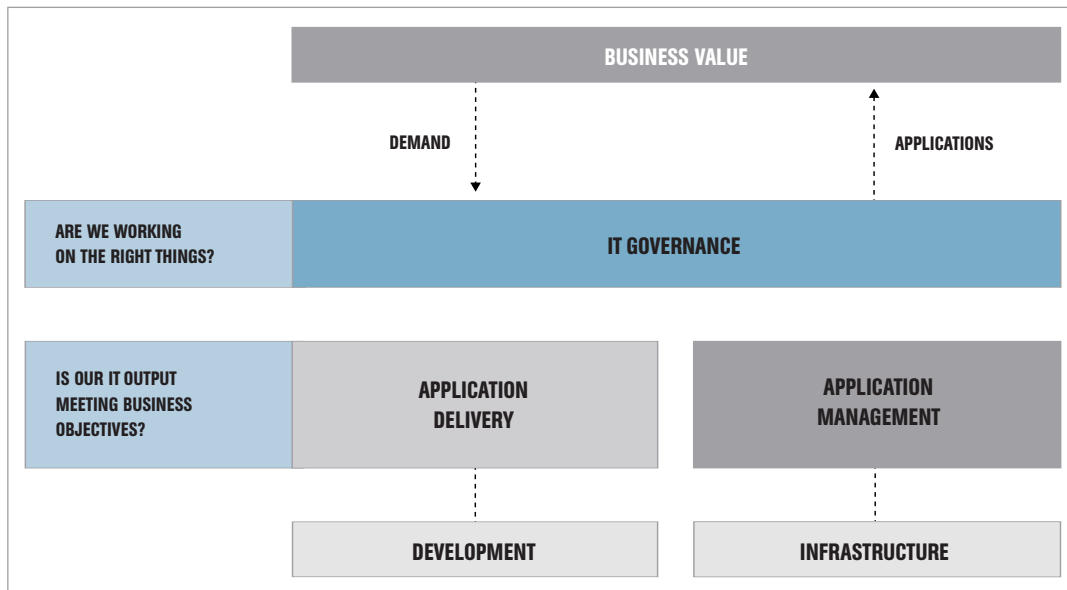 BUSINESS VALUE
DEMAND
APPLICATIONS
ARE WE WORKING
ON THE RIGHT THINGS?
IT GOVERNANCE
IS OUR IT OUTPUT
MEETING BUSINESS
OBJECTIVES?
APPLICATION
DELIVERY
APPLICATION
MANAGEMENT
DEVELOPMENT
INFRASTRUCTURE